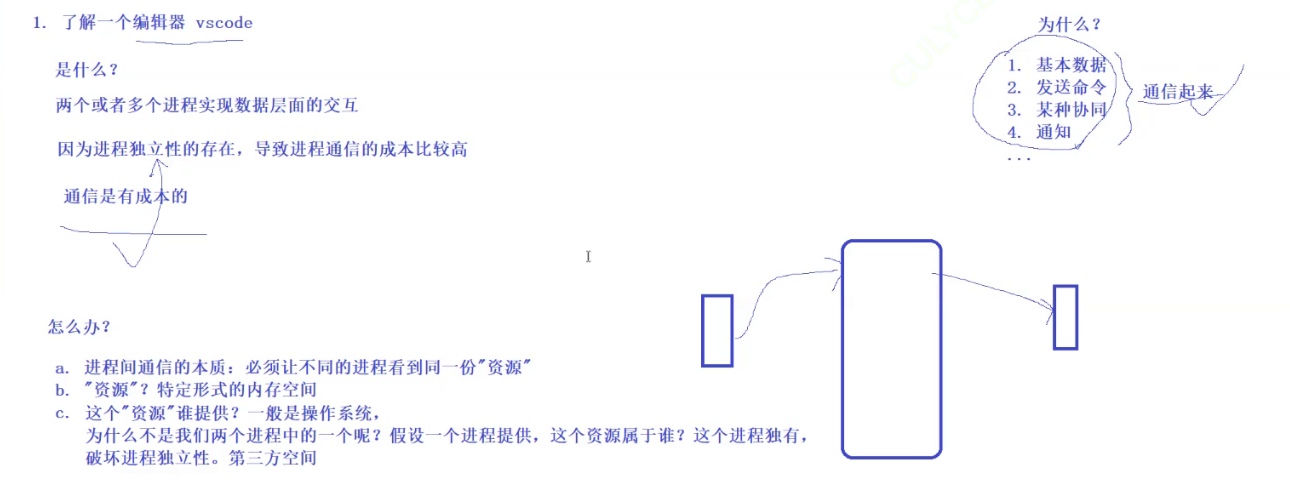 1. 了解一个编辑器 vscode
是什么？
两个或者多个进程实现数据层面的交互
因为进程独立性的存在，导致进程通信的成本比较高
通信是有成本的
为什么？
1. 基本数据
2. 发送命令
3. 某种协同
4. 通知
...
通信起来
怎么办？
a. 进程间通信的本质：必须让不同的进程看到同一份"资源"
b. "资源"？特定形式的内存空间
c. 这个"资源"谁提供？一般是操作系统，
为什么不是我们两个进程中的一个呢？假设一个进程提供，这个资源属于谁？这个进程独有，
破坏进程独立性。第三方空间